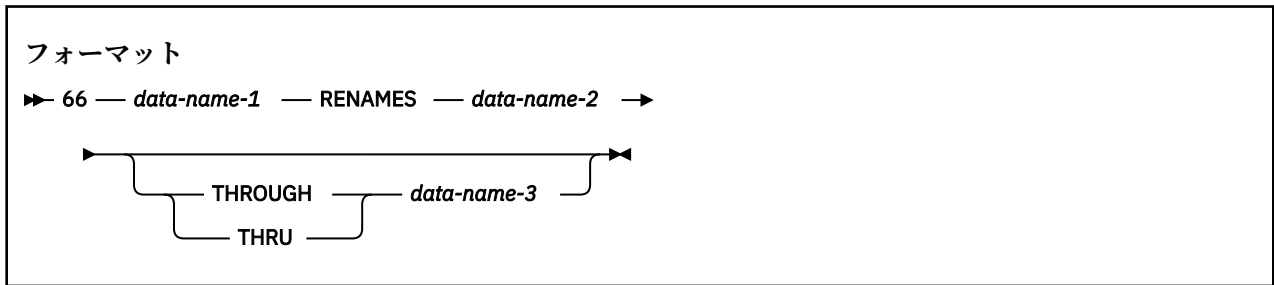 フォーマット
66 data-name-1 RENAMES data-name-2
THROUGH data-name-3
THRU